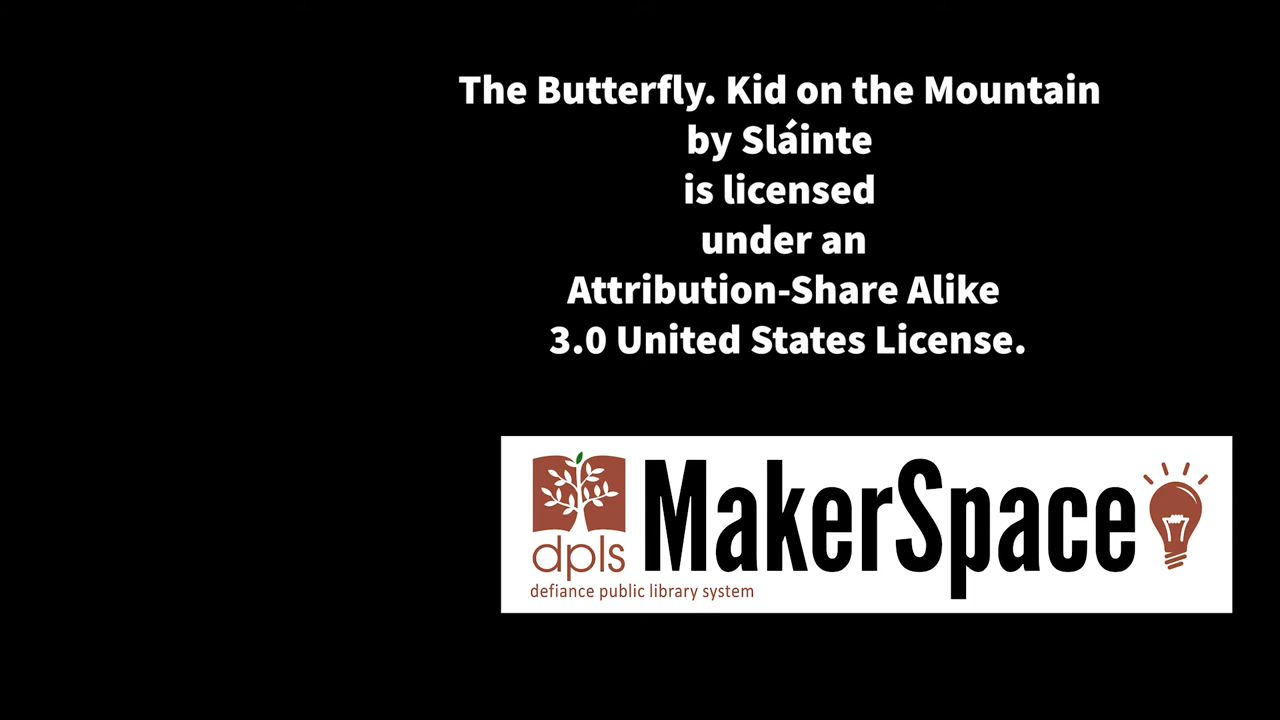 The Butterfly. Kid on the Mountain
by Sláinte
is licensed
under an
Attribution-Share Alike
3.0 United States License.
dpls
MakerSpace
defiance public library system